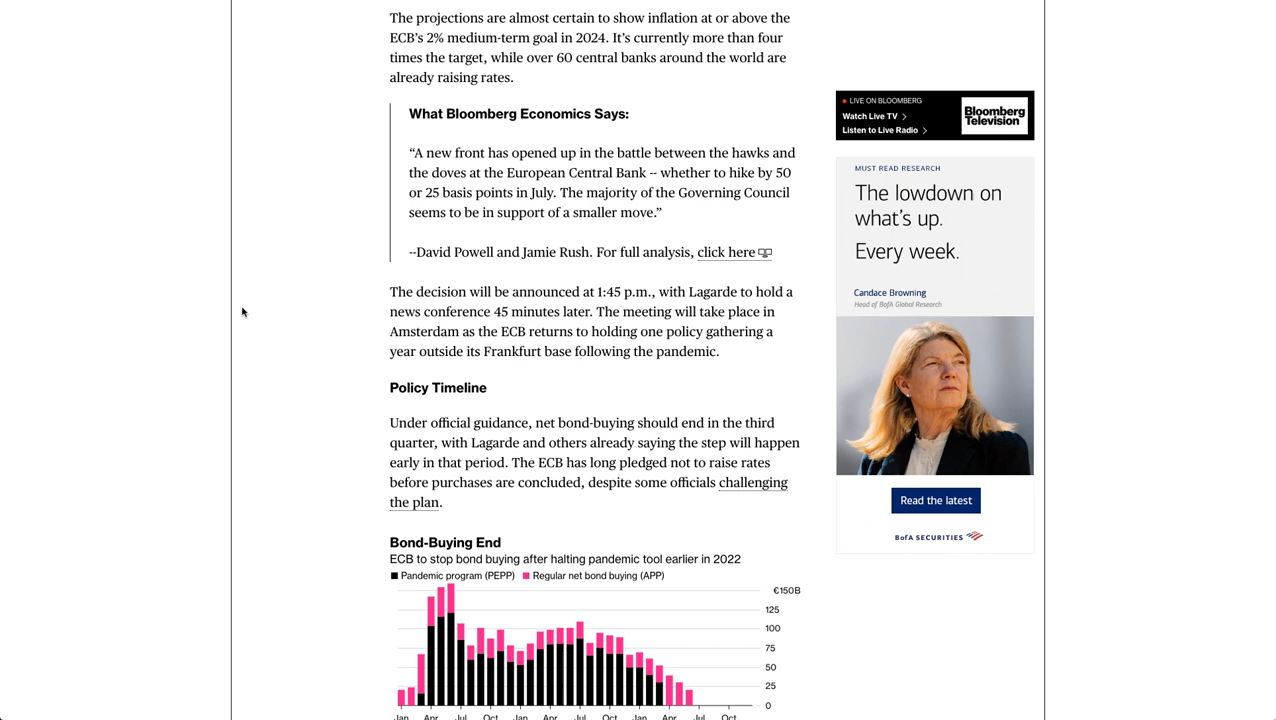 The projections are almost certain to show inflation at or above the
ECB’s 2% medium-term goal in 2024. It’s currently more than four
times the target, while over 60 central banks around the world are
already raising rates.
What Bloomberg Economics Says:
“A new front has opened up in the battle between the hawks and
the doves at the European Central Bank -- whether to hike by 50
or 25 basis points in July. The majority of the Governing Council
seems to be in support of a smaller move.”
--David Powell and Jamie Rush. For full analysis, click here
The decision will be announced at 1:45 p.m., with Lagarde to hold a
news conference 45 minutes later. The meeting will take place in
Amsterdam as the ECB returns to holding one policy gathering a
year outside its Frankfurt base following the pandemic.
Policy Timeline
Under official guidance, net bond-buying should end in the third
quarter, with Lagarde and others already saying the step will happen
early in that period. The ECB has long pledged not to raise rates
before purchases are concluded, despite some officials challenging
the plan.
Bond-Buying End
ECB to stop bond buying after halting pandemic tool earlier in 2022
Pandemic program (PEPP) Regular net bond buying (APP)
€150B
125
100
75
50
25
0
Jan Apr Jul Oct Jan Apr Jul Oct Jan Apr Jul Oct
LIVE ON BLOOMBERG
Watch Live TV
Listen to Live Radio
Bloomberg
Television
MUST READ RESEARCH
The lowdown on
what’s up.
Every week.
Candace Browning
Head of BofA Global Research
Read the latest
BofA SECURITIES